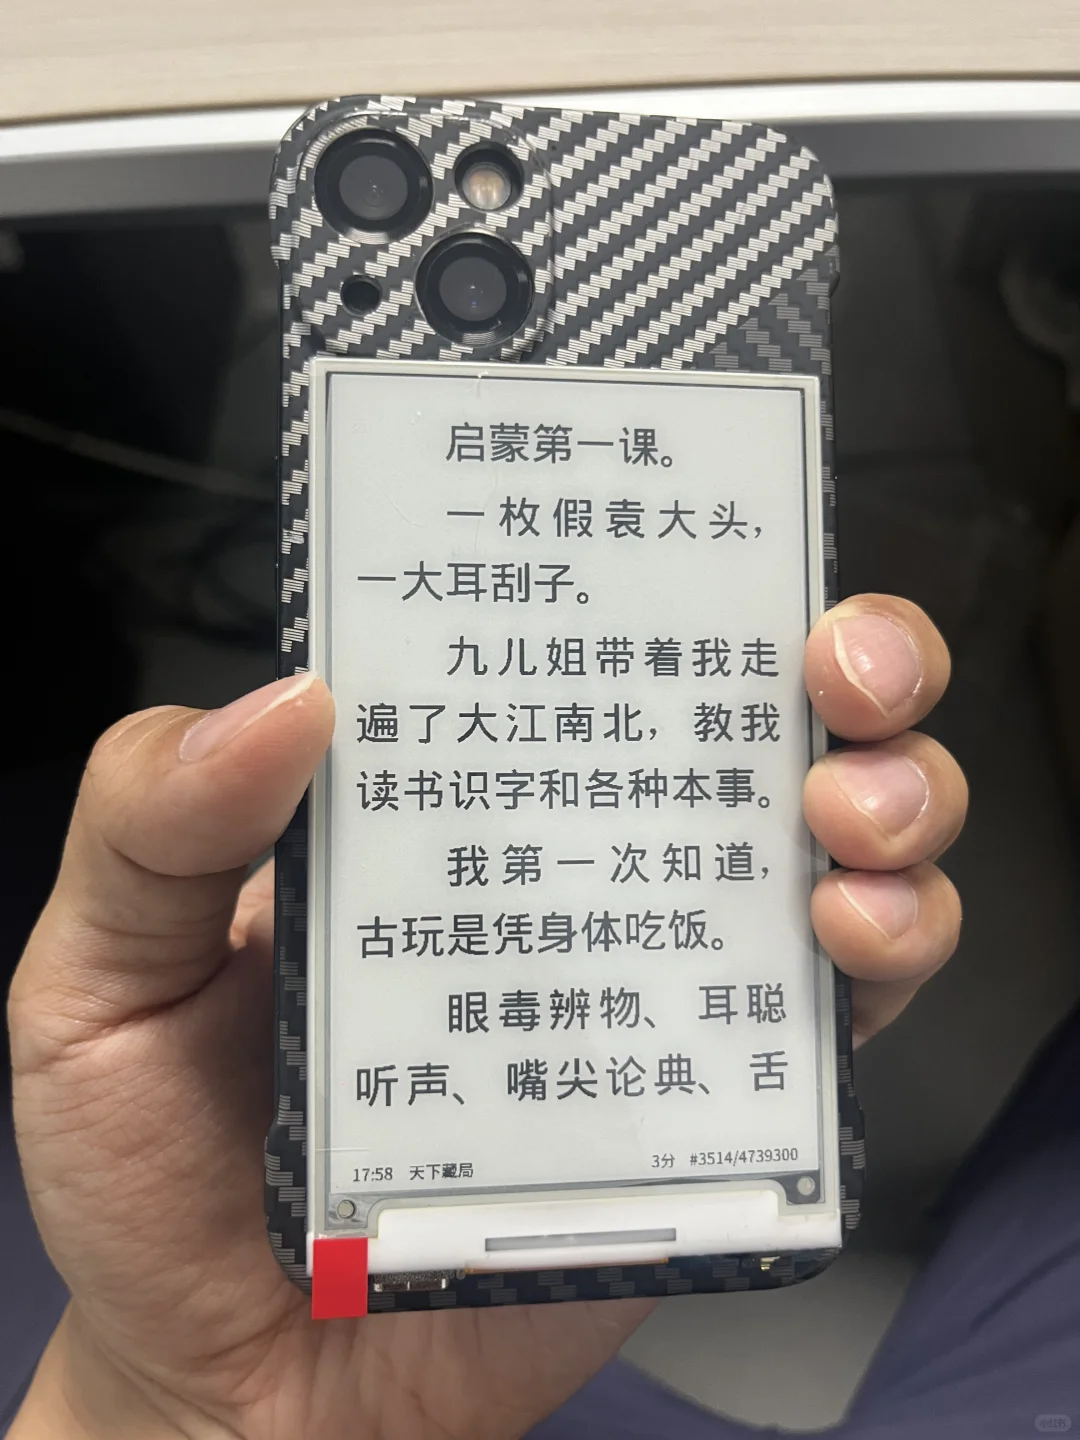 启蒙第一课。
一枚假袁大头，
一大耳刮子。
九儿姐带着我走
遍了大江南北，教我
读书识字和各种本事。
我第一次知道，
古玩是凭身体吃饭。
眼毒辨物、耳聪
听声、嘴尖论典、舌
17:58 天下藏局 3分 #3514/4739300
小红书